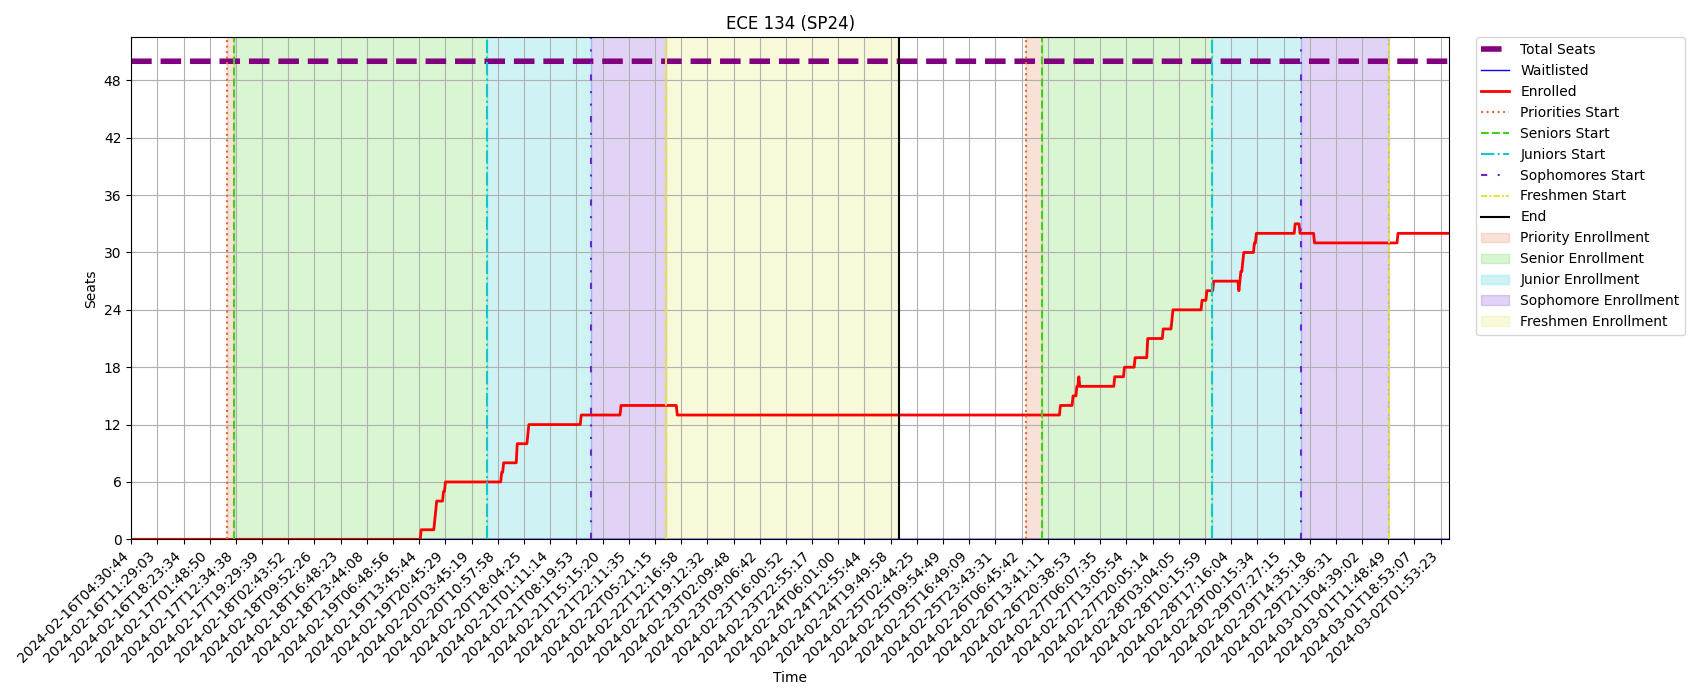 ECE 134 (SP24)
Seats
48
42
36
30
24
18
12
6
0
2024-02-16T04:30:44
2024-02-16T11:29:03
2024-02-16T18:23:34
2024-02-17T01:48:50
2024-02-17T12:34:38
2024-02-17T19:29:39
2024-02-18T02:43:52
2024-02-18T09:52:26
2024-02-18T16:48:23
2024-02-18T23:44:08
2024-02-19T06:48:56
2024-02-19T13:45:44
2024-02-19T20:45:29
2024-02-20T03:45:19
2024-02-20T10:57:58
2024-02-20T18:04:25
2024-02-21T01:11:14
2024-02-21T08:19:53
2024-02-21T15:15:20
2024-02-21T22:11:35
2024-02-22T05:21:15
2024-02-22T12:16:58
2024-02-22T19:12:32
2024-02-23T02:09:48
2024-02-23T09:06:42
2024-02-23T16:00:52
2024-02-23T22:55:17
2024-02-24T06:01:00
2024-02-24T12:55:44
2024-02-24T19:49:58
2024-02-25T02:44:25
2024-02-25T09:54:49
2024-02-25T16:49:09
2024-02-25T23:43:31
2024-02-26T06:45:42
2024-02-26T13:41:11
2024-02-26T20:38:53
2024-02-27T06:07:35
2024-02-27T13:05:54
2024-02-27T20:05:14
2024-02-28T03:04:05
2024-02-28T10:15:59
2024-02-28T17:16:04
2024-02-29T00:15:34
2024-02-29T07:27:15
2024-02-29T14:35:18
2024-02-29T21:36:31
2024-03-01T04:39:02
2024-03-01T11:48:49
2024-03-01T18:53:07
2024-03-02T01:53:23
Time
Total Seats
Waitlisted
Enrolled
Priorities Start
Seniors Start
Juniors Start
Sophomores Start
Freshmen Start
End
Priority Enrollment
Senior Enrollment
Junior Enrollment
Sophomore Enrollment
Freshmen Enrollment